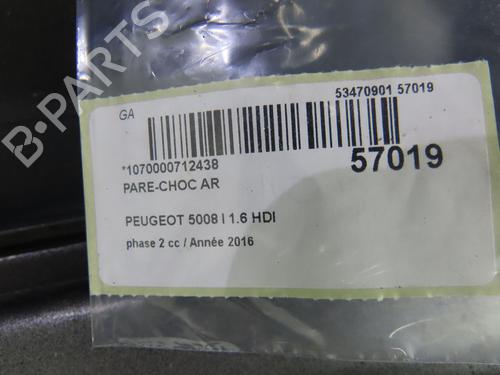 B-PARTS
GA
53470901 57019
*1070000712438
57019
PARE-CHOC AR
PEUGEOT 5008 I 1.6 HDI
phase 2 cc / Année 2016